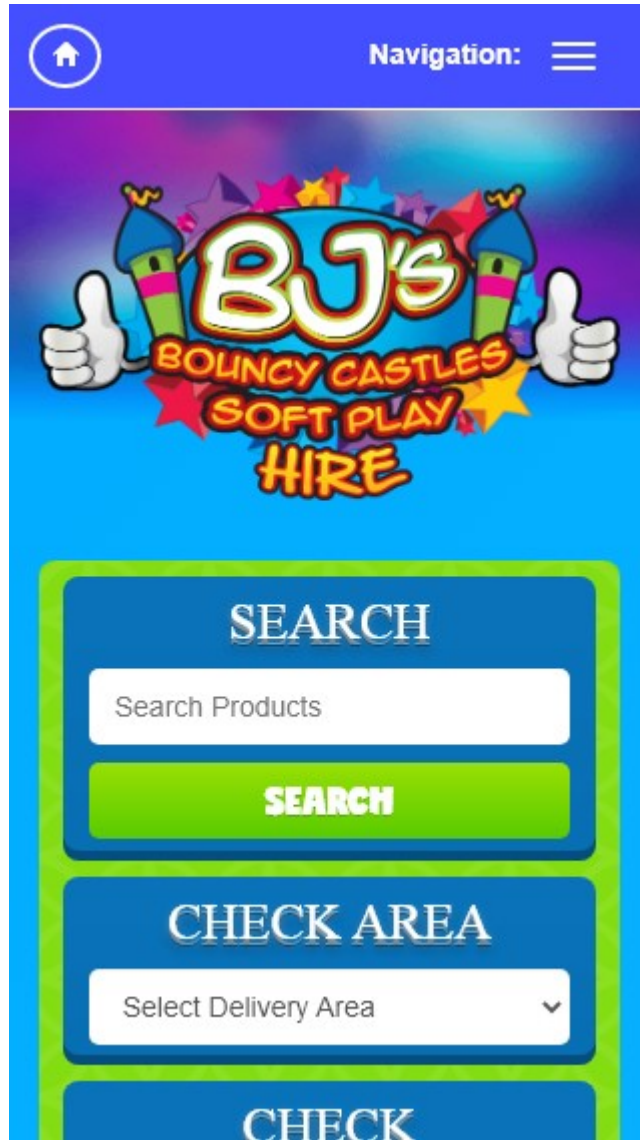 Navigation:
BJ'S
BOUNCY CASTLES
SOFT PLAY
HIRE
SEARCH
Search Products
SEARCH
CHECK AREA
Select Delivery Area
CHECK